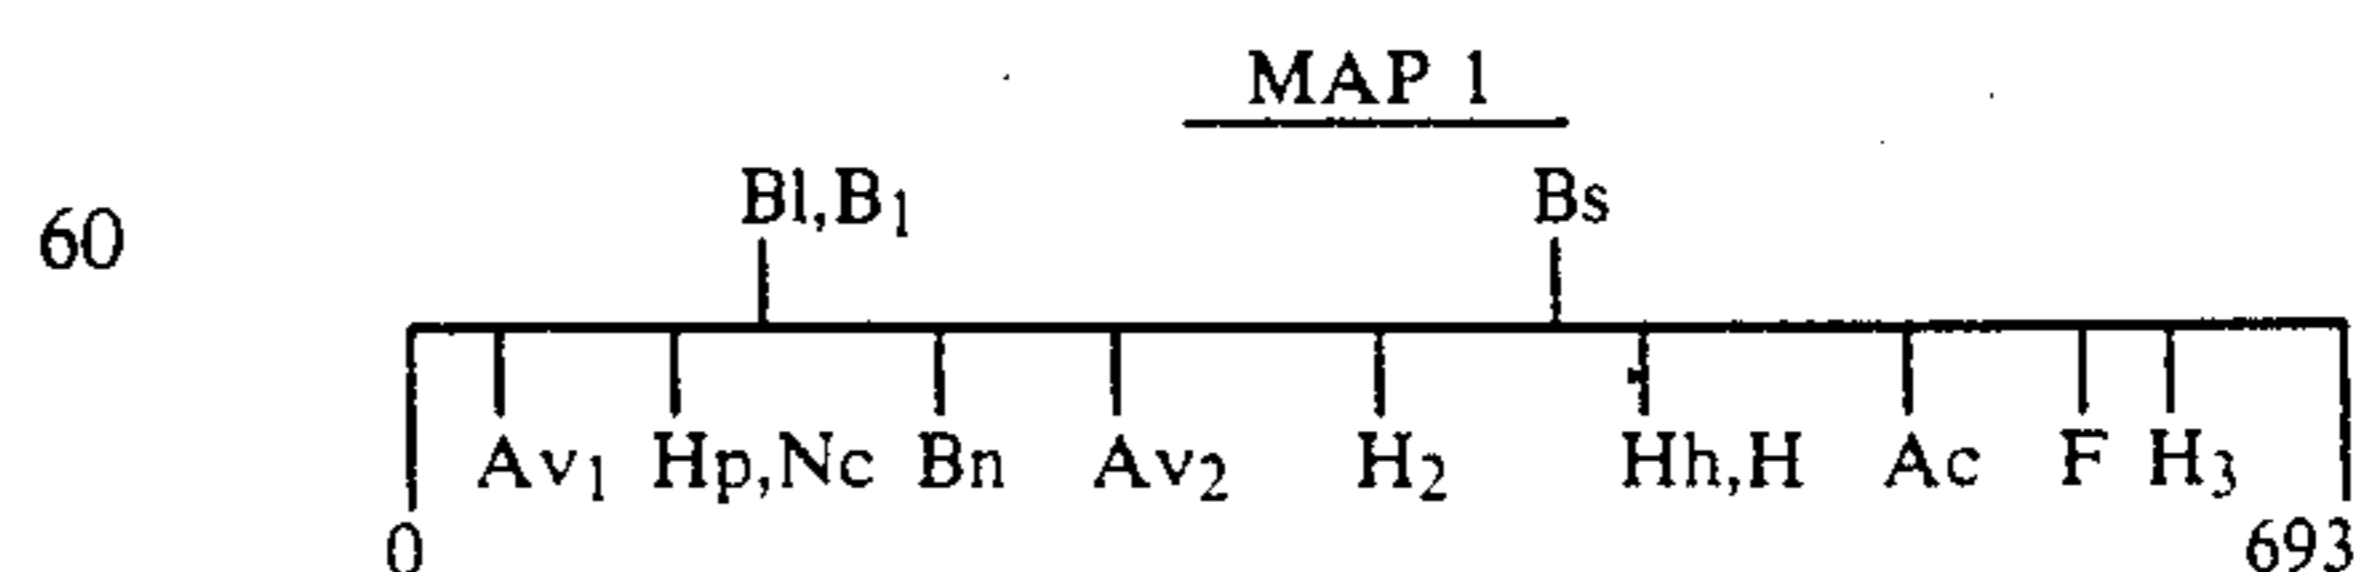 MAP 1
Bl,B1 Bs
60
Av1 Hp,Nc Bn Av2 H2 Hh,H Ac F H3
0 693